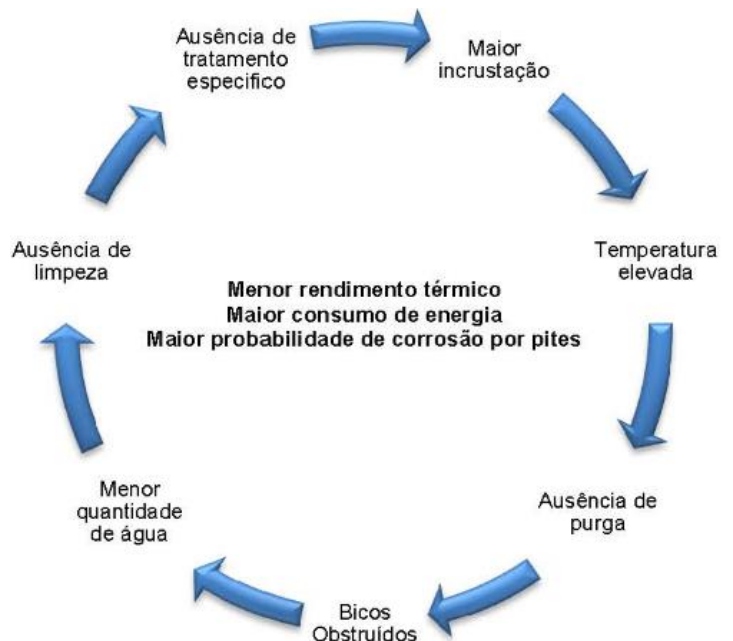 Ausência de
tratamento
especifico
Maior
incrustação
Temperatura
elevada
Ausência de
purga
Bicos
Obstruídos
Menor
quantidade
de água
Ausência de
limpeza
Menor rendimento térmico
Maior consumo de energia
Maior probabilidade de corrosão por pites